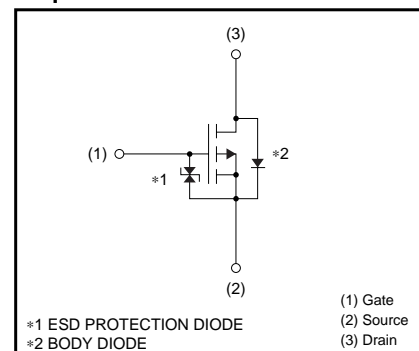 (3)
(1)
∗2
∗1
(2)
∗1 ESD PROTECTION DIODE
∗2 BODY DIODE
(1) Gate
(2) Source
(3) Drain